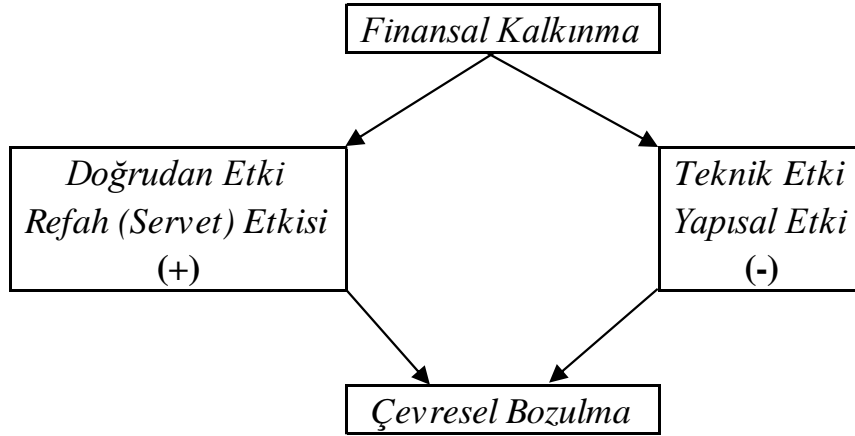 Finansal Kalkınma
Doğrudan Etki
Refah (Servet) Etkisi
(+)
Teknik Etki
Yapısal Etki
(-)
Çevresel Bozulma